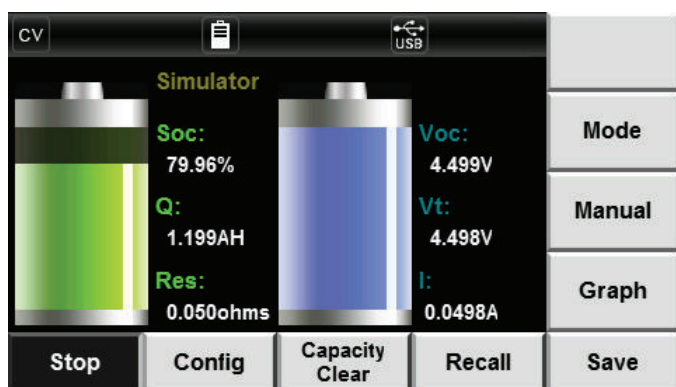 CV
USB
Simulator
Soc:
79.96%
Voc:
4.499V
Q:
1.199AH
Vt:
4.498V
Res:
0.050ohms
I:
0.0498A
Mode
Manual
Graph
Stop
Config
Capacity
Clear
Recall
Save